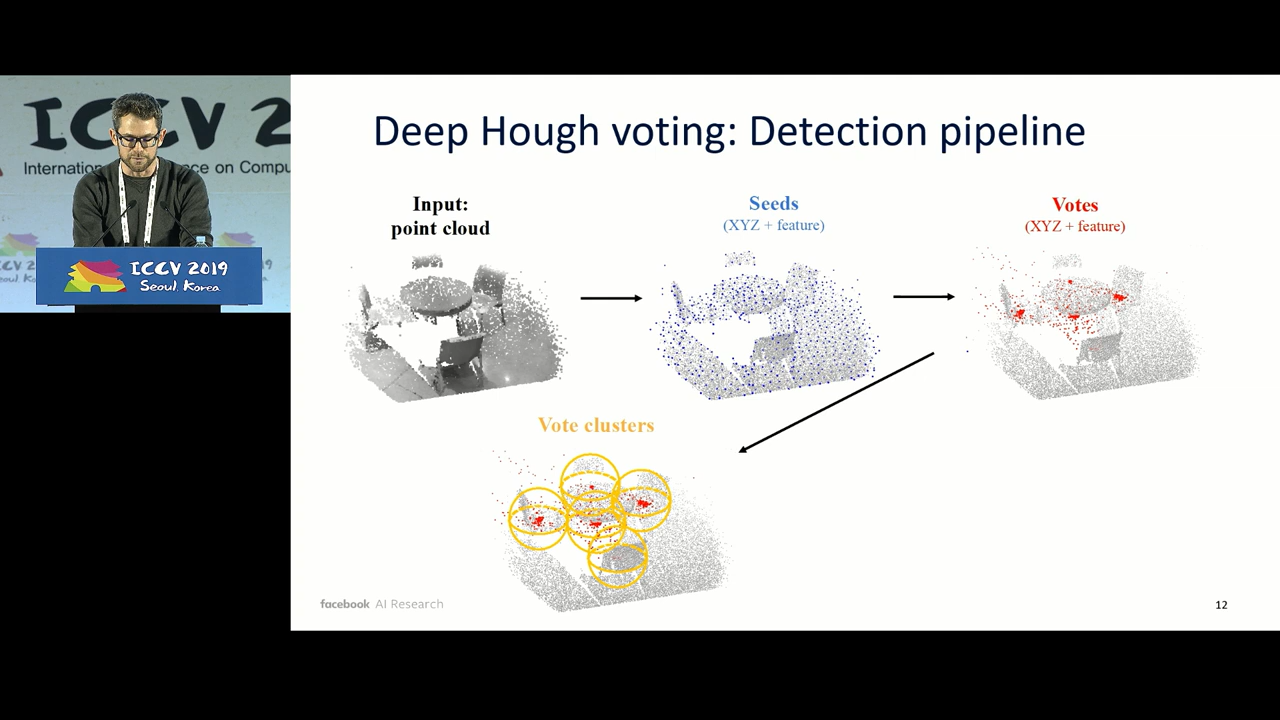 ICCV 2
International
ce on Compu
ICCV 2019
Seoul, Korea
Deep Hough voting: Detection pipeline
Input:
point cloud
Seeds
(XYZ + feature)
Votes
(XYZ + feature)
Vote clusters
facebook AI Research
12